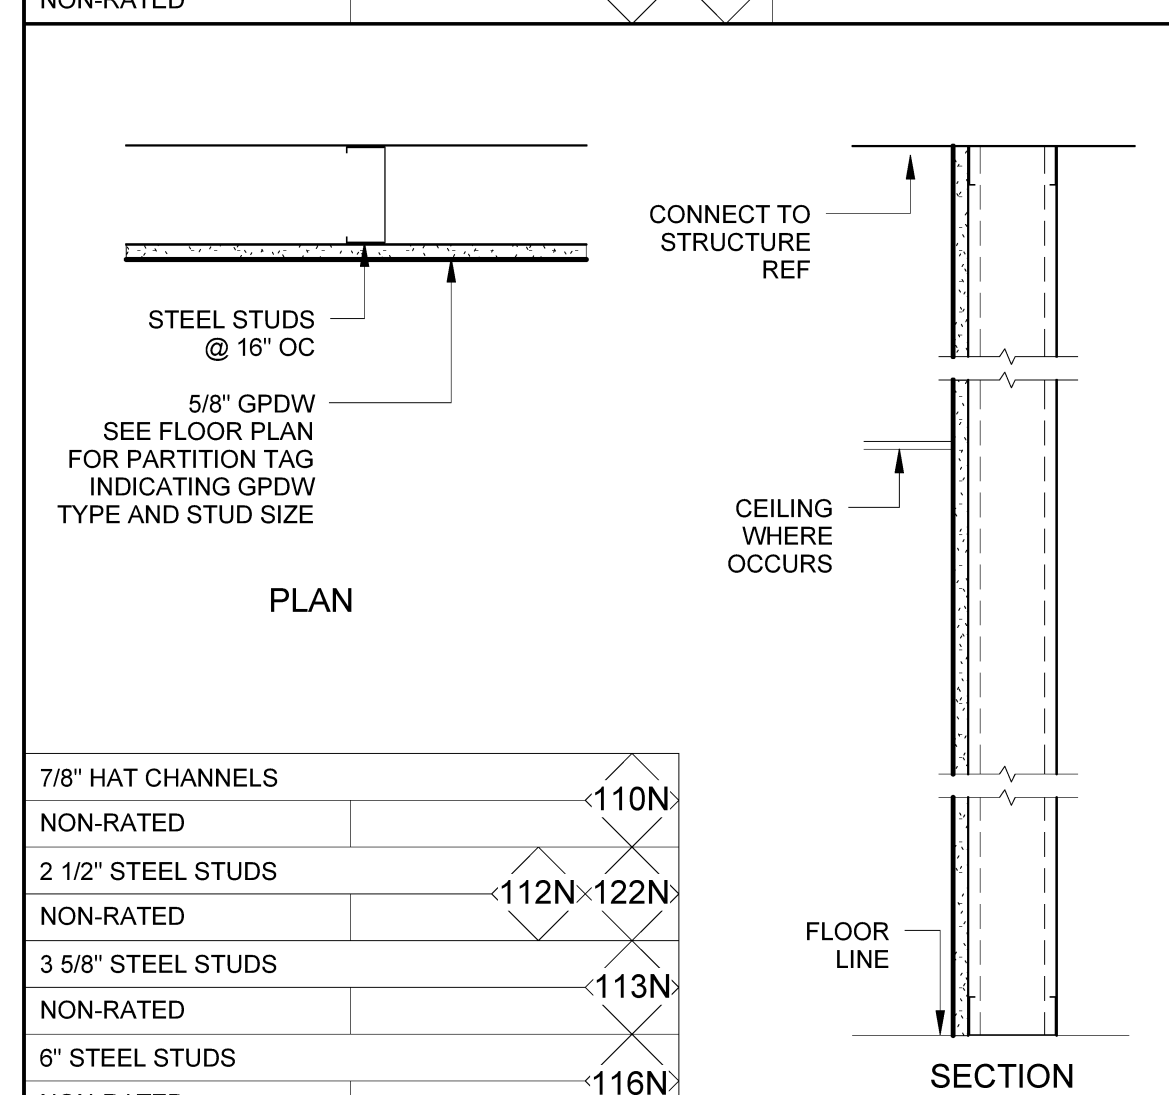 NON-RATED
STEEL STUDS
@ 16" OC
5/8" GPDW
SEE FLOOR PLAN
FOR PARTITION TAG
INDICATING GPDW
TYPE AND STUD SIZE
PLAN
CONNECT TO
STRUCTURE
REF
CEILING
WHERE
OCCURS
FLOOR
LINE
SECTION
7/8" HAT CHANNELS
110N
NON-RATED
2 1/2" STEEL STUDS
112N 122N
NON-RATED
3 5/8" STEEL STUDS
113N
NON-RATED
6" STEEL STUDS
116N
NON-RATED